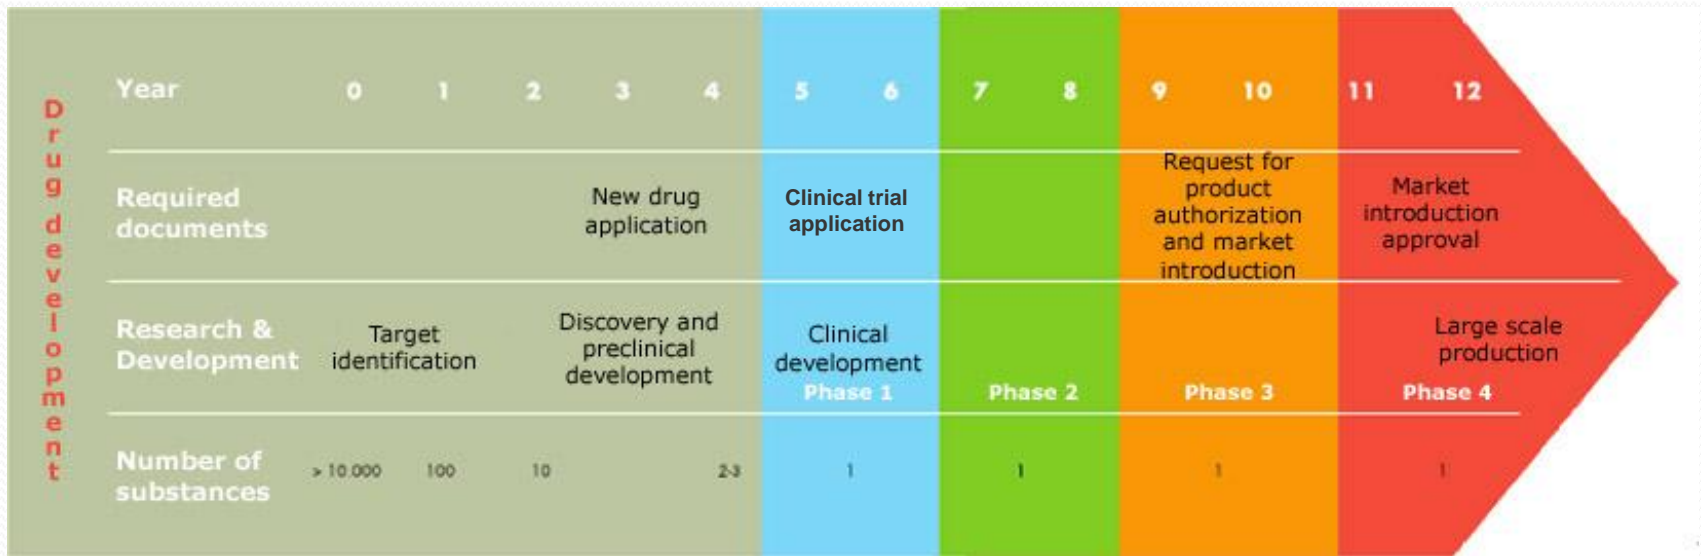 Drug development
Year 0 1 2 3 4 5 6 7 8 9 10 11 12
Required
documents
New drug
application
Clinical trial
application
Request for
product
authorization
and market
introduction
Market
introduction
approval
Research &
Development
Target
identification
Discovery and
preclinical
development
Clinical
development
Phase 1
Phase 2
Phase 3
Large scale
production
Phase 4
Number of
substances
> 10.000 100 10 2-3 1 1 1 1